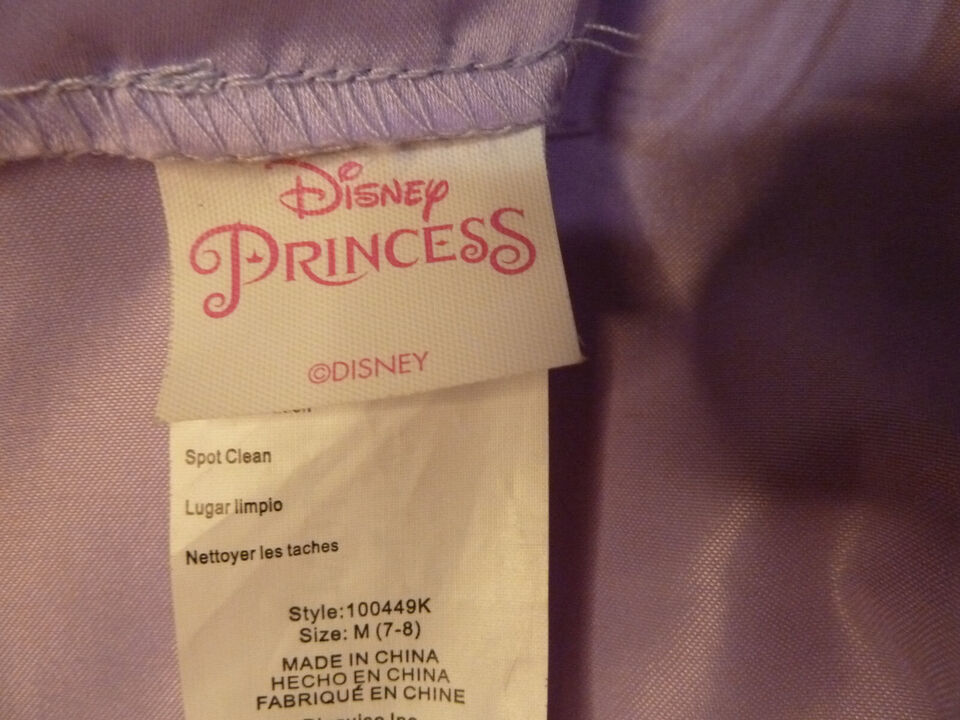 Disney
PRINCESS
©DISNEY
Spot Clean
Lugar limpio
Nettoyer les taches
Style:100449K
Size: M (7-8)
MADE IN CHINA
HECHO EN CHINA
FABRIQUÉ EN CHINE